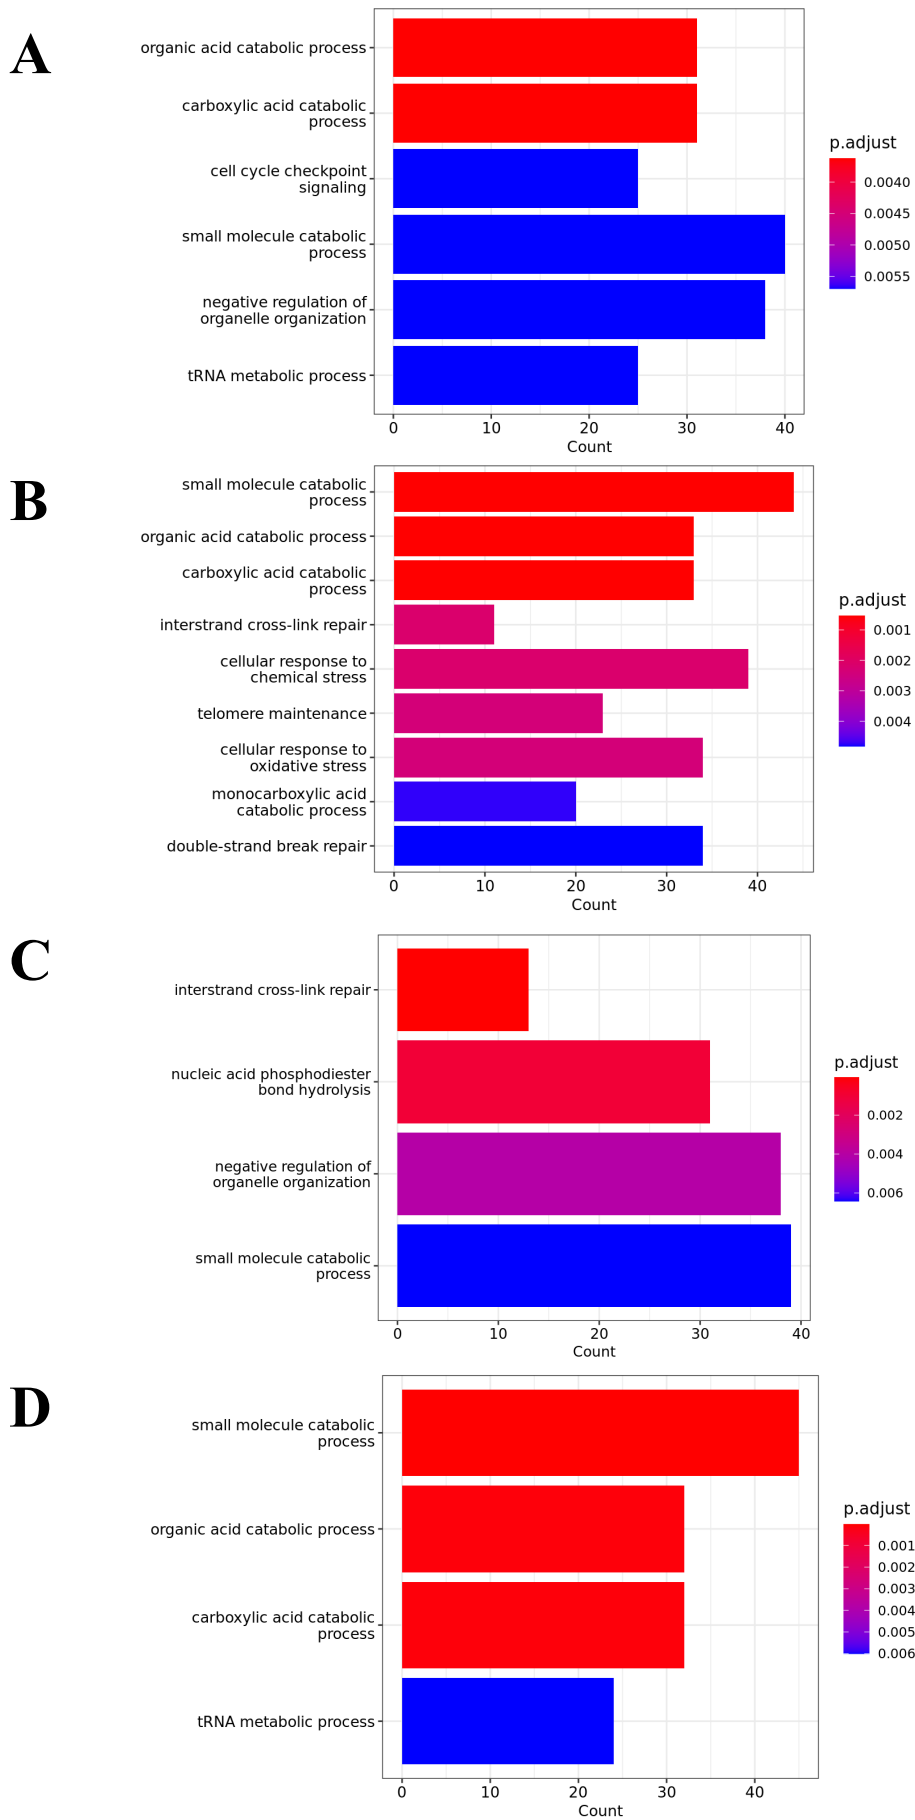 A
organic acid catabolic process
carboxylic acid catabolic
process
cell cycle checkpoint
signaling
small molecule catabolic
process
negative regulation of
organelle organization
tRNA metabolic process
0 10 20 30 40
Count
p.adjust
0.0040
0.0045
0.0050
0.0055
B
small molecule catabolic
process
organic acid catabolic process
carboxylic acid catabolic
process
interstrand cross-link repair
cellular response to
chemical stress
telomere maintenance
cellular response to
oxidative stress
monocarboxylic acid
catabolic process
double-strand break repair
0 10 20 30 40
Count
p.adjust
0.001
0.002
0.003
0.004
C
interstrand cross-link repair
nucleic acid phosphodiester
bond hydrolysis
negative regulation of
organelle organization
small molecule catabolic
process
0 10 20 30 40
Count
p.adjust
0.002
0.004
0.006
D
small molecule catabolic
process
organic acid catabolic process
carboxylic acid catabolic
process
tRNA metabolic process
0 10 20 30 40
Count
p.adjust
0.001
0.002
0.003
0.004
0.005
0.006